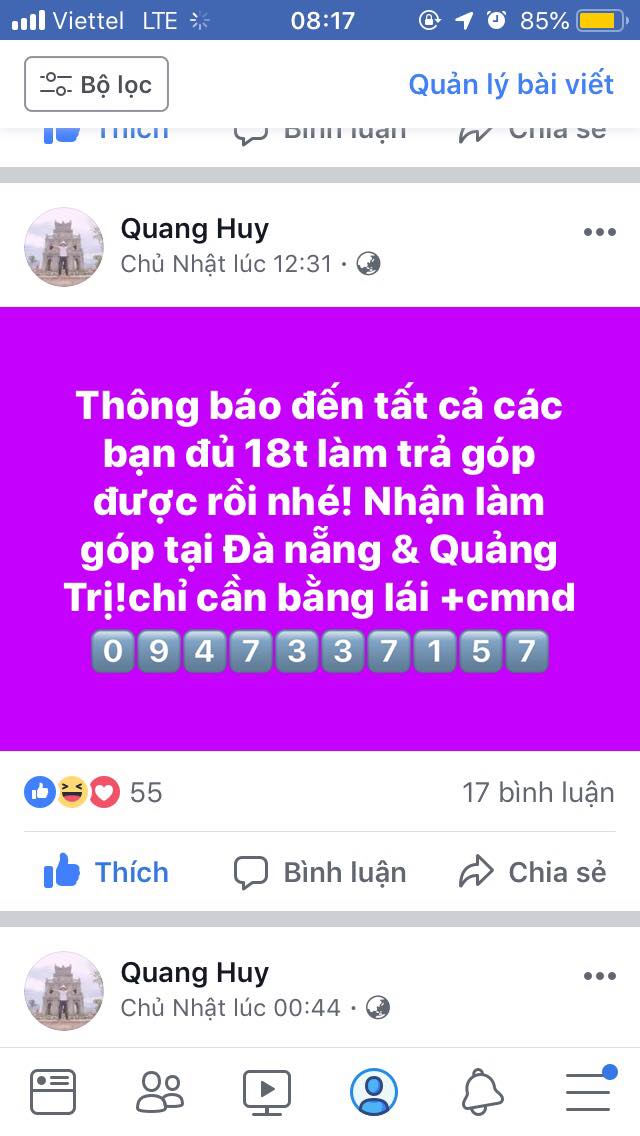 Viettel LTE 08:17 85%
Bộ lọc Quản lý bài viết
Thích Bình luận Chia sẻ
Quang Huy
Chủ Nhật lúc 12:31 ·
Thông báo đến tất cả các
bạn đủ 18t làm trả góp
được rồi nhé! Nhận làm
góp tại Đà nẵng & Quảng
Trị!chỉ cần bằng lái +cmnd
0947337157
55 17 bình luận
Thích Bình luận Chia sẻ
Quang Huy
Chủ Nhật lúc 00:44 ·